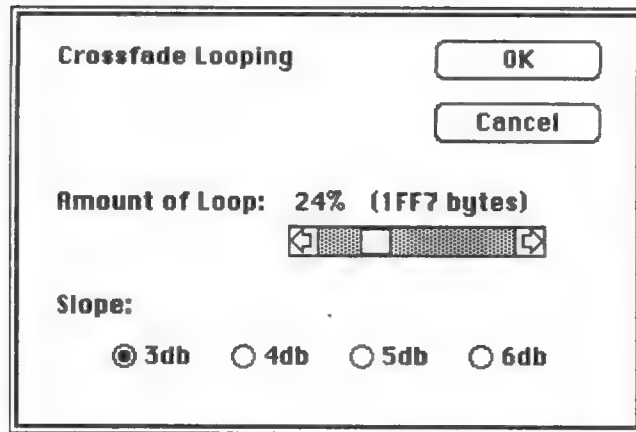 Crossfade Looping
OK
Cancel
Amount of Loop: 24% (1FF7 bytes)
Slope:
3db 4db 5db 6db